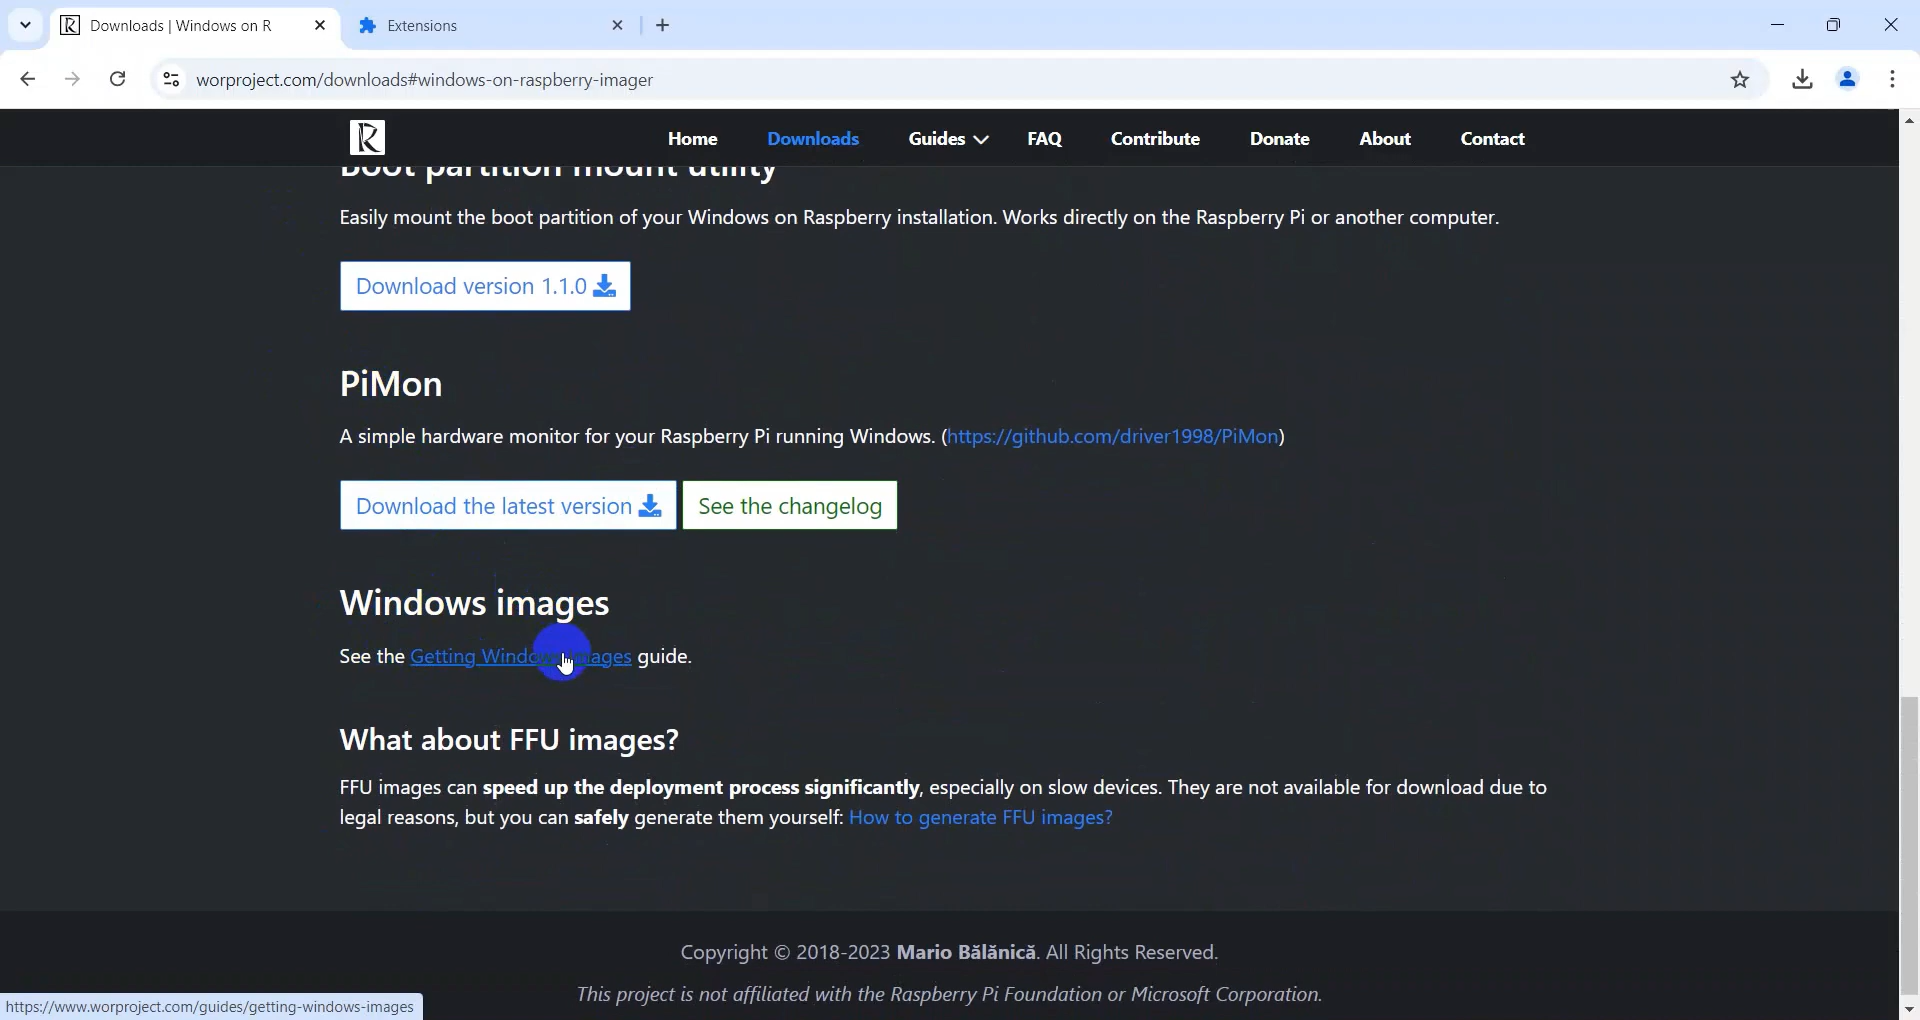 Downloads | Windows on R
Extensions
worproject.com/downloads#windows-on-raspberry-imager
R
Home
Downloads
Guides
FAQ
Contribute
Donate
About
Contact
Boot partition mount utility
Easily mount the boot partition of your Windows on Raspberry installation. Works directly on the Raspberry Pi or another computer.
Download version 1.1.0
PiMon
A simple hardware monitor for your Raspberry Pi running Windows. (https://github.com/driver1998/PiMon)
Download the latest version
See the changelog
Windows images
See the Getting Windows images guide.
What about FFU images?
FFU images can speed up the deployment process significantly, especially on slow devices. They are not available for download due to
legal reasons, but you can safely generate them yourself: How to generate FFU images?
Copyright © 2018-2023 Mario Bălănică. All Rights Reserved.
This project is not affiliated with the Raspberry Pi Foundation or Microsoft Corporation.
https://www.worproject.com/guides/getting-windows-images